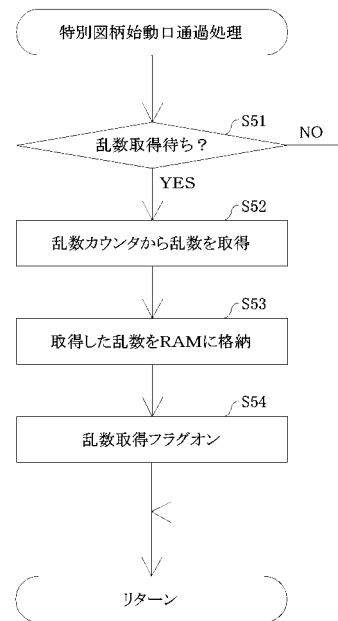 特別図柄始動口通過処理
S51
乱数取得待ち？
NO
YES
S52
乱数カウンタから乱数を取得
S53
取得した乱数をRAMに格納
S54
乱数取得フラグオン
リターン